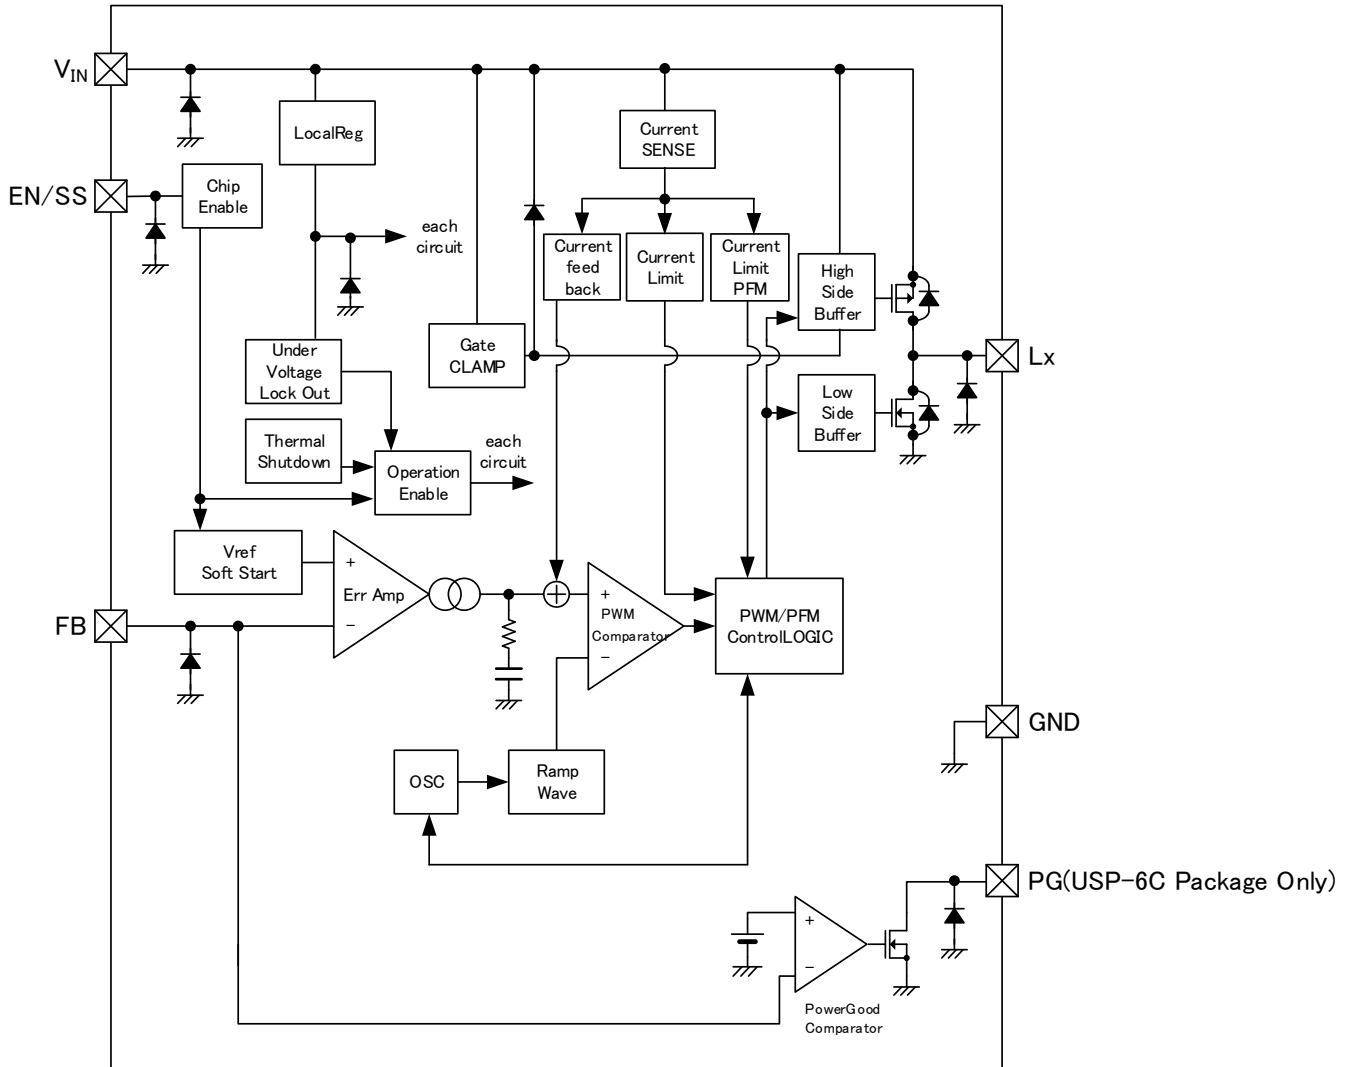 VIN
LocalReg
Current
SENSE
EN/SS
Chip
Enable
each
circuit
Current
feed
back
Current
Limit
Current
Limit
PFM
High
Side
Buffer
Under
Voltage
Lock Out
Gate
CLAMP
Lx
Low
Side
Buffer
Thermal
Shutdown
Operation
Enable
each
circuit
Vref
Soft Start
+
Err Amp
−
+
PWM
Comparator
−
PWM/PFM
ControlLOGIC
FB
GND
OSC
Ramp
Wave
PG(USP-6C Package Only)
+
−
PowerGood
Comparator